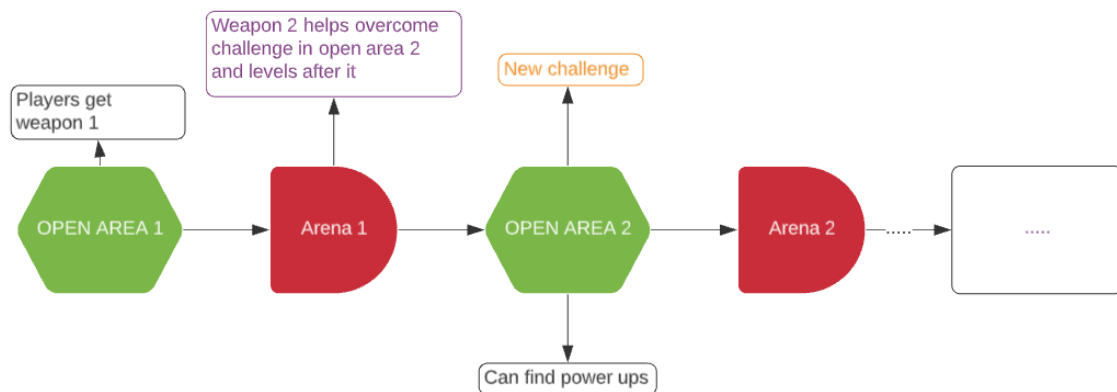 Weapon 2 helps overcome
challenge in open area 2
and levels after it
New challenge
Players get
weapon 1
OPEN AREA 1
Arena 1
OPEN AREA 2
Arena 2
.....
.....
Can find power ups